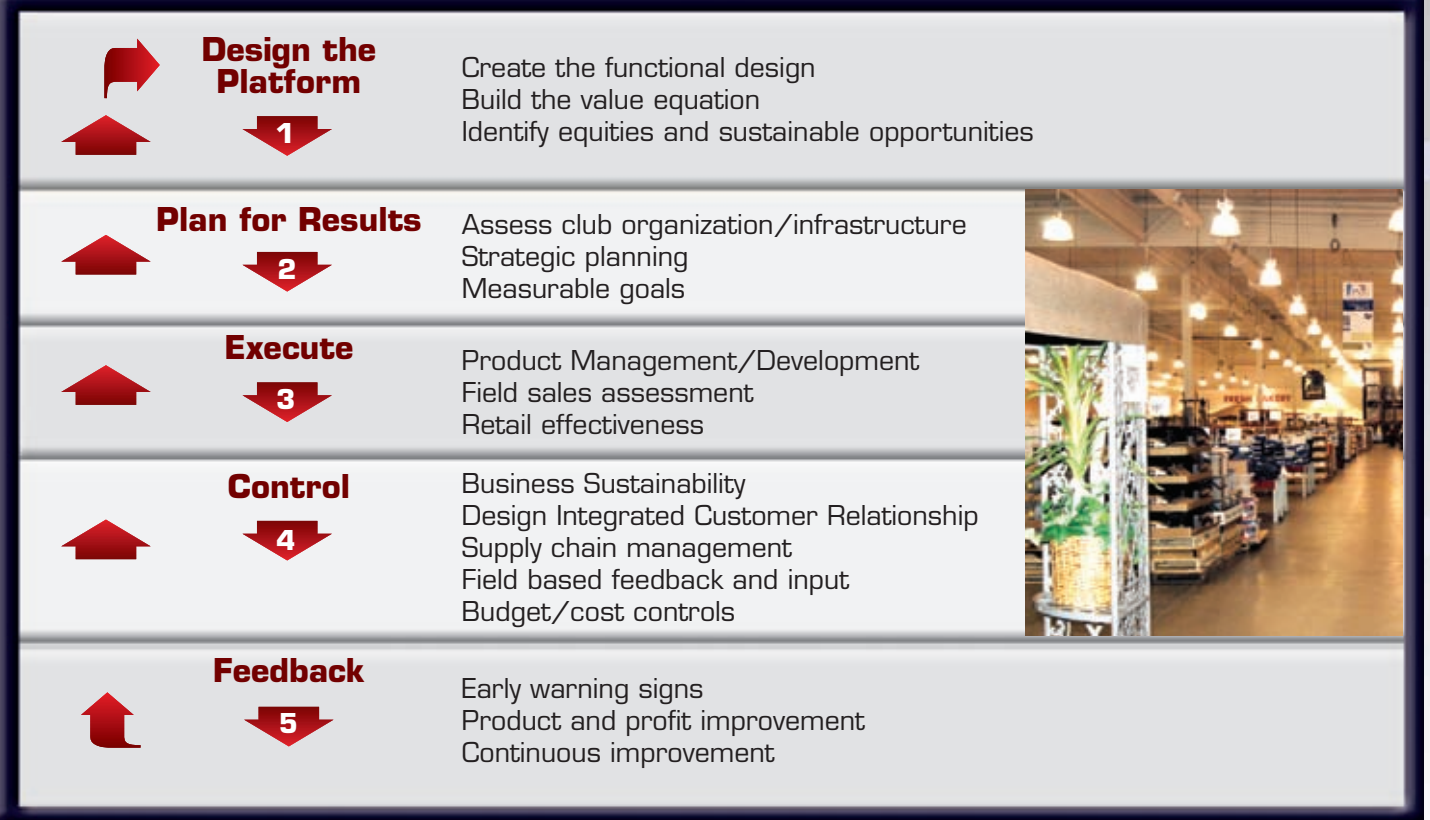 Design the
Platform
1
Create the functional design
Build the value equation
Identify equities and sustainable opportunities
Plan for Results
2
Assess club organization/infrastructure
Strategic planning
Measurable goals
Execute
3
Product Management/Development
Field sales assessment
Retail effectiveness
FRESH BAKERY
Control
4
Business Sustainability
Design Integrated Customer Relationship
Supply chain management
Field based feedback and input
Budget/cost controls
Feedback
5
Early warning signs
Product and profit improvement
Continuous improvement